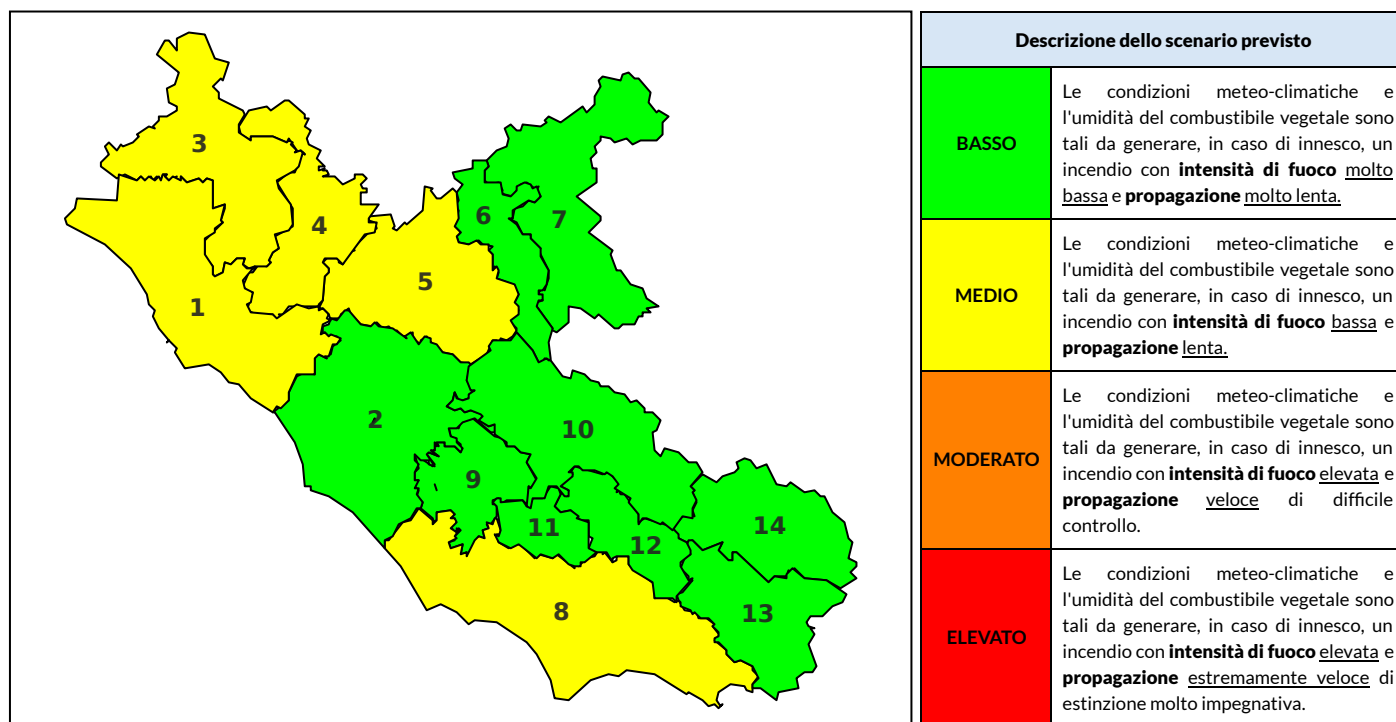 3
4
6
7
5
1
2
10
9
11
12
14
8
13
Descrizione dello scenario previsto
BASSO
Le condizioni meteo-climatiche e
l'umidità del combustibile vegetale sono
tali da generare, in caso di innesco, un
incendio con intensità di fuoco molto
bassa e propagazione molto lenta.
MEDIO
Le condizioni meteo-climatiche e
l'umidità del combustibile vegetale sono
tali da generare, in caso di innesco, un
incendio con intensità di fuoco bassa e
propagazione lenta.
MODERATO
Le condizioni meteo-climatiche e
l'umidità del combustibile vegetale sono
tali da generare, in caso di innesco, un
incendio con intensità di fuoco elevata e
propagazione veloce di difficile
controllo.
ELEVATO
Le condizioni meteo-climatiche e
l'umidità del combustibile vegetale sono
tali da generare, in caso di innesco, un
incendio con intensità di fuoco elevata e
propagazione estremamente veloce di
estinzione molto impegnativa.